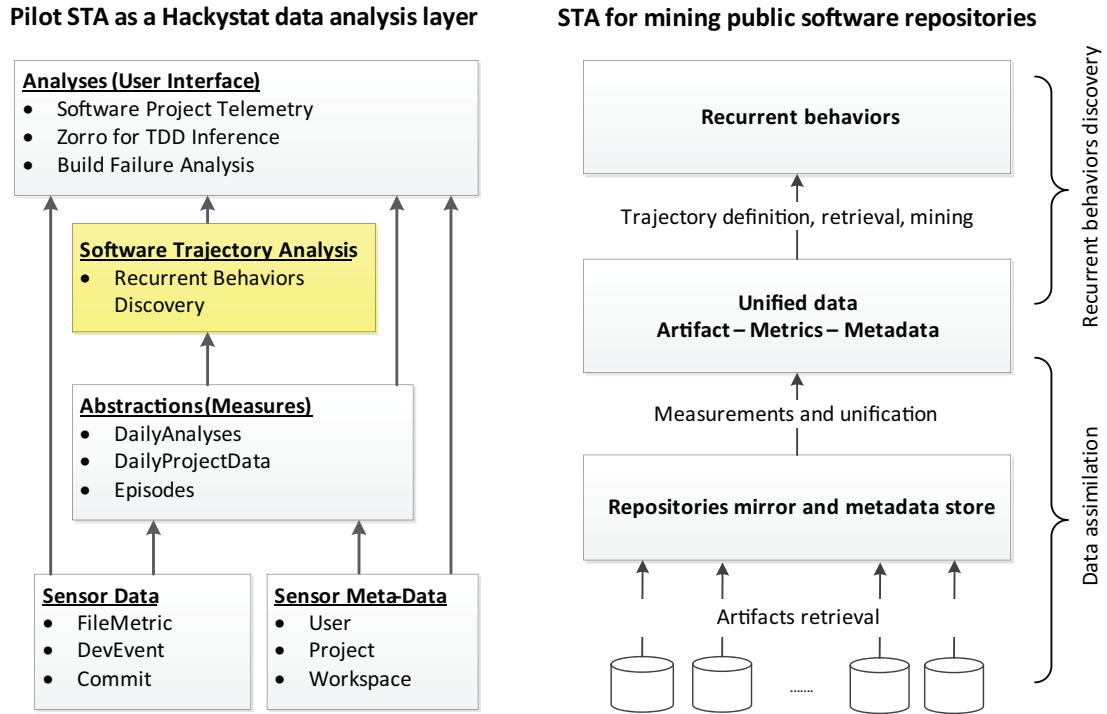 Pilot STA as a Hackystat data analysis layer
Analyses (User Interface)
• Software Project Telemetry
• Zorro for TDD Inference
• Build Failure Analysis
Software Trajectory Analysis
• Recurrent Behaviors
Discovery
Abstractions (Measures)
• DailyAnalyses
• DailyProjectData
• Episodes
Sensor Data
• FileMetric
• DevEvent
• Commit
Sensor Meta-Data
• User
• Project
• Workspace
STA for mining public software repositories
Recurrent behaviors
Trajectory definition, retrieval, mining
Unified data
Artifact – Metrics – Metadata
Measurements and unification
Repositories mirror and metadata store
Artifacts retrieval
.......
Recurrent behaviors discovery
Data assimilation